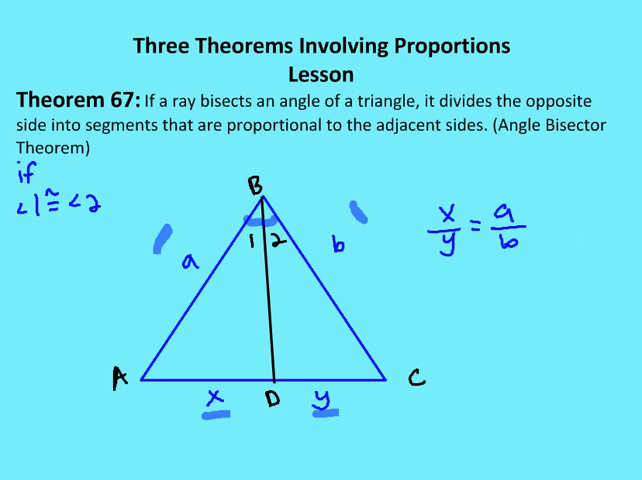 Three Theorems Involving Proportions
Lesson
Theorem 67: If a ray bisects an angle of a triangle, it divides the opposite
side into segments that are proportional to the adjacent sides. (Angle Bisector
Theorem)
if
<1 ≅ <2
B
1 2
a
b
x/y = a/b
A
C
x
D
y